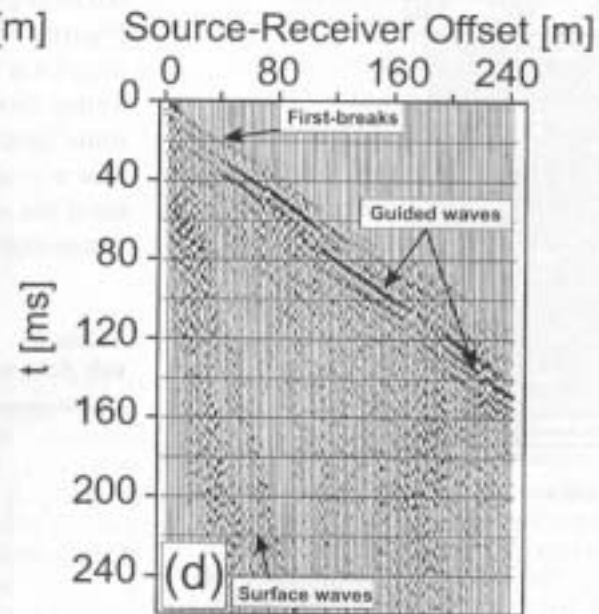 [m]
Source-Receiver Offset [m]
0 80 160 240
0
First-breaks
40
Guided waves
80
t [ms]
120
160
200
240
(d)
Surface waves